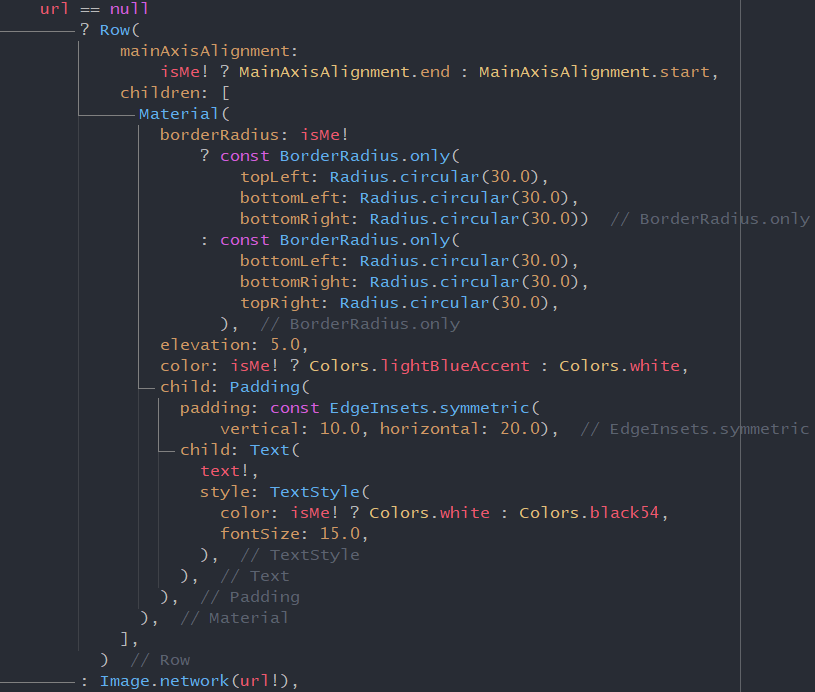 url == null
? Row(
mainAxisAlignment:
isMe! ? MainAxisAlignment.end : MainAxisAlignment.start,
children: [
Material(
borderRadius: isMe!
? const BorderRadius.only(
topLeft: Radius.circular(30.0),
bottomLeft: Radius.circular(30.0),
bottomRight: Radius.circular(30.0)) // BorderRadius.only
: const BorderRadius.only(
bottomLeft: Radius.circular(30.0),
bottomRight: Radius.circular(30.0),
topRight: Radius.circular(30.0),
), // BorderRadius.only
elevation: 5.0,
color: isMe! ? Colors.lightBlueAccent : Colors.white,
child: Padding(
padding: const EdgeInsets.symmetric(
vertical: 10.0, horizontal: 20.0), // EdgeInsets.symmetric
child: Text(
text!,
style: TextStyle(
color: isMe! ? Colors.white : Colors.black54,
fontSize: 15.0,
), // TextStyle
), // Text
), // Padding
), // Material
],
) // Row
: Image.network(url!),